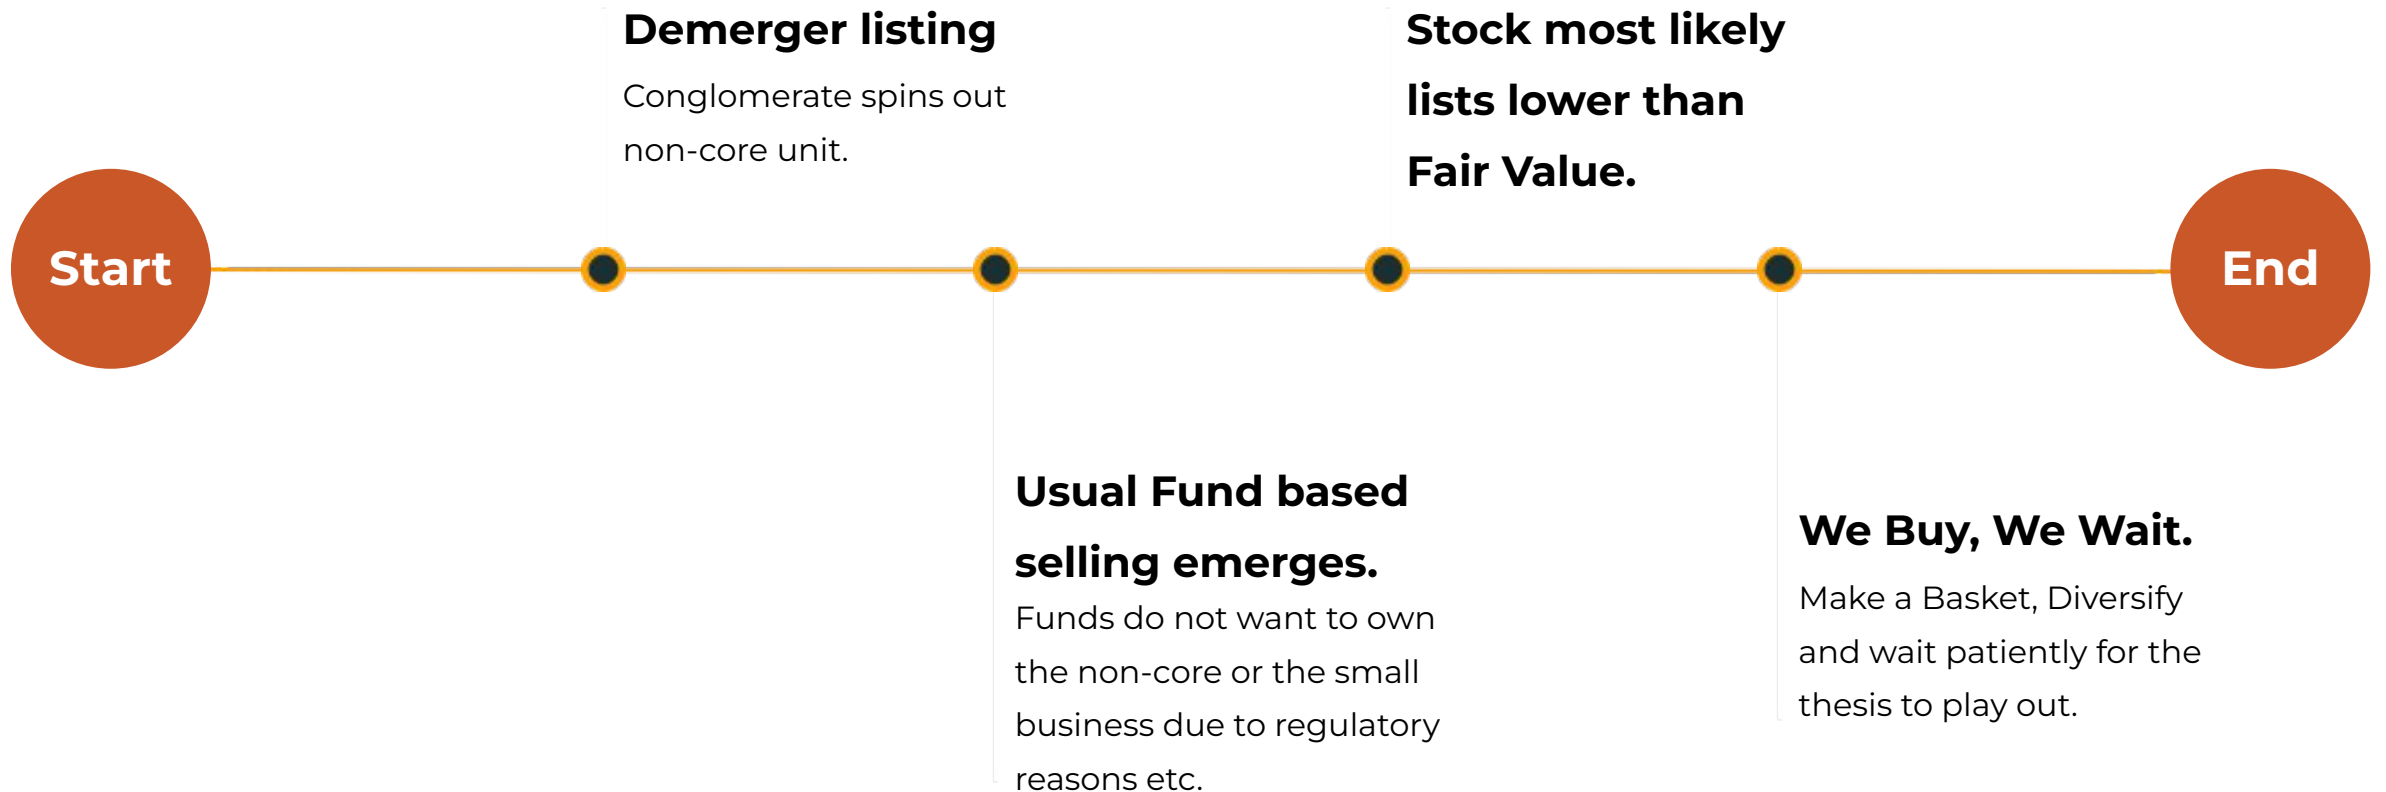 Start
Demerger listing
Conglomerate spins out
non-core unit.
Usual Fund based
selling emerges.
Funds do not want to own
the non-core or the small
business due to regulatory
reasons etc.
Stock most likely
lists lower than
Fair Value.
We Buy, We Wait.
Make a Basket, Diversify
and wait patiently for the
thesis to play out.
End